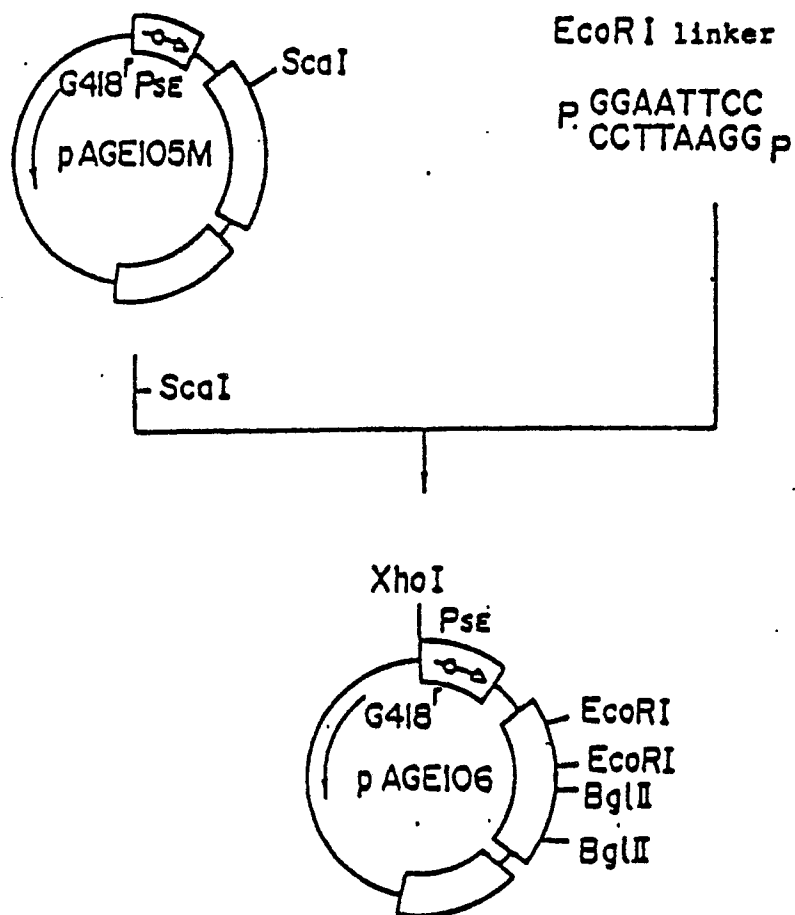 EcoRI linker
ScaI
G418r PSE
pAGE105M
P GGAATTCC
CCTTAAGG P
ScaI
XhoI
PSE
G418r
EcoRI
EcoRI
pAGE106
BglII
BglII